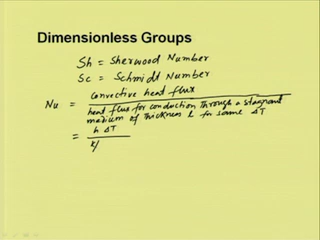 Dimensionless Groups
Sh = Sherwood Number
Sc = Schmidt Number
Nu = convective heat flux
heat flux for conduction through a stagnant
medium of thickness l for same ΔT
= h ΔT
k/